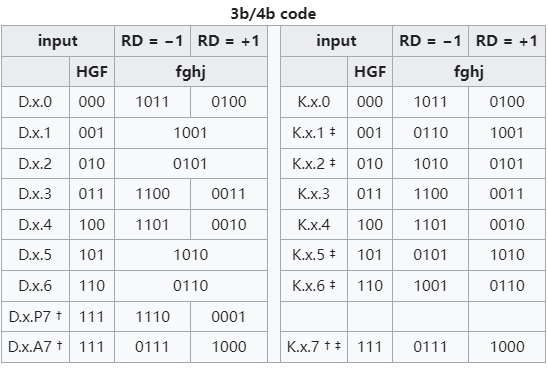 3b/4b code
input RD = −1 RD = +1 input RD = −1 RD = +1
HGF fghj HGF fghj
D.x.0 000 1011 0100 K.x.0 000 1011 0100
D.x.1 001 1001 K.x.1 ‡ 001 0110 1001
D.x.2 010 0101 K.x.2 ‡ 010 1010 0101
D.x.3 011 1100 0011 K.x.3 011 1100 0011
D.x.4 100 1101 0010 K.x.4 100 1101 0010
D.x.5 101 1010 K.x.5 ‡ 101 0101 1010
D.x.6 110 0110 K.x.6 ‡ 110 1001 0110
D.x.P7 † 111 1110 0001
D.x.A7 † 111 0111 1000 K.x.7 † ‡ 111 0111 1000